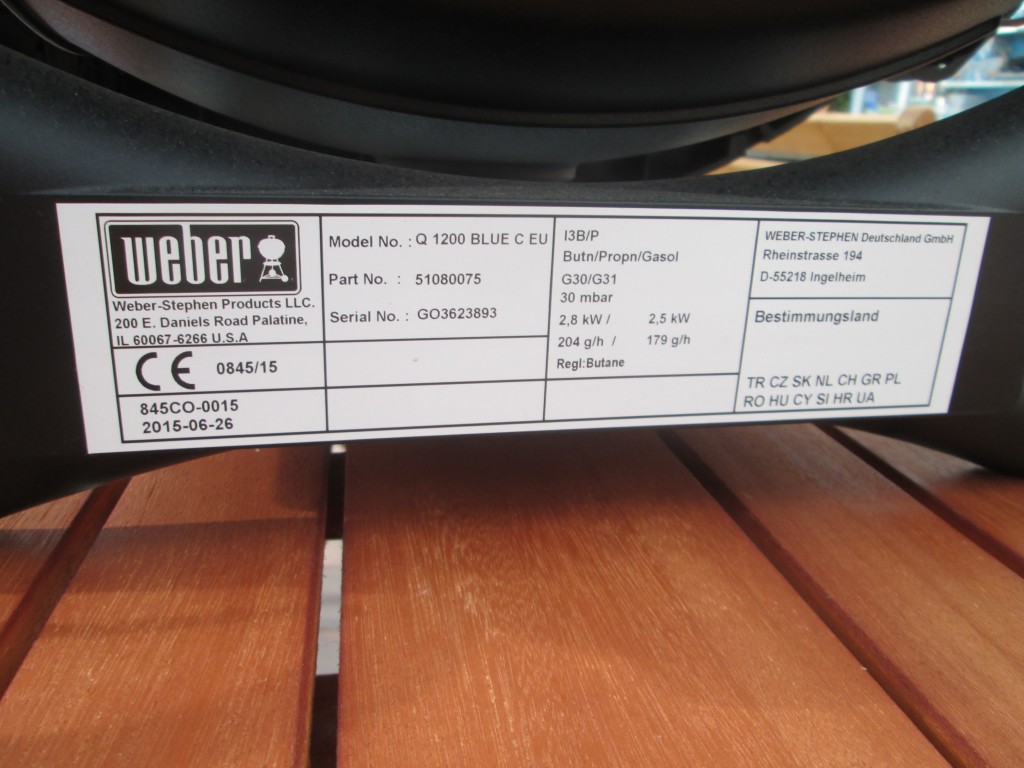 weber
Weber-Stephen Products LLC.
200 E. Daniels Road Palatine,
IL 60067-6266 U.S.A
CE 0845/15
845CO-0015
2015-06-26
Model No. : Q 1200 BLUE C EU
Part No. : 51080075
Serial No. : GO3623893
I3B/P
Butn/Propn/Gasol
G30/G31
30 mbar
2,8 kW / 2,5 kW
204 g/h / 179 g/h
Regl:Butane
WEBER-STEPHEN Deutschland GmbH
Rheinstrasse 194
D-55218 Ingelheim
Bestimmungsland
TR CZ SK NL CH GR PL
RO HU CY SI HR UA